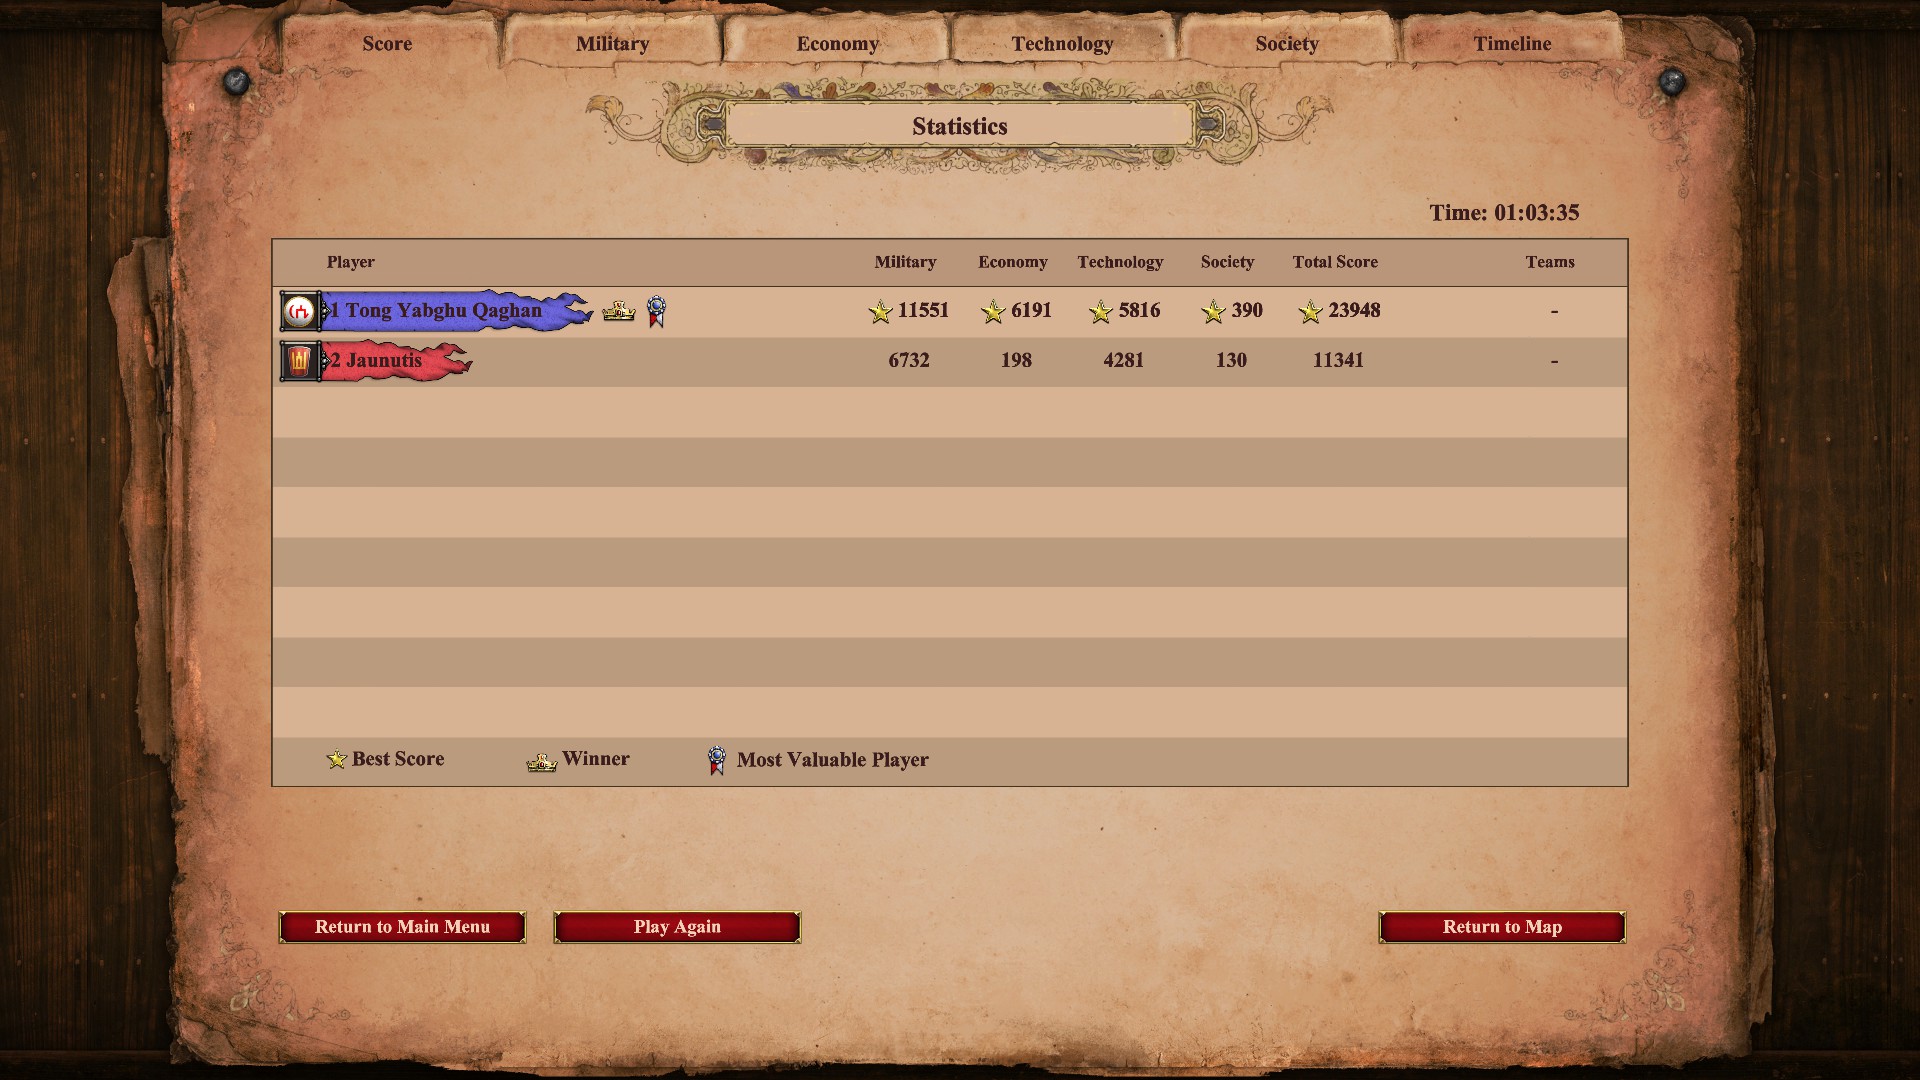 Score Military Economy Technology Society Timeline
Statistics
Time: 01:03:35
Player Military Economy Technology Society Total Score Teams
1 Tong Yabghu Qaghan 11551 6191 5816 390 23948 -
2 Jaunutis 6732 198 4281 130 11341 -
Best Score Winner Most Valuable Player
Return to Main Menu Play Again Return to Map